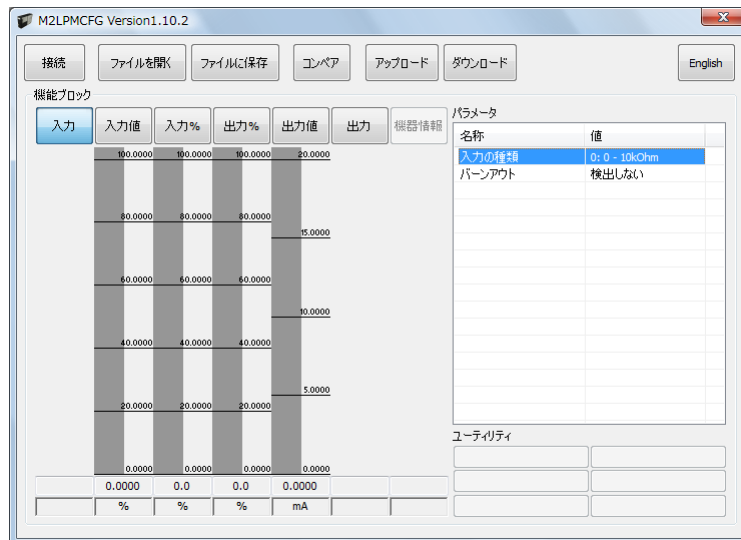 M2LPMCFG Version1.10.2
接続 ファイルを開く ファイルに保存 コンペア アップロード ダウンロード English
機能ブロック
入力 入力値 入力% 出力% 出力値 出力 機器情報
100.0000 100.0000 100.0000 20.0000
80.0000 80.0000 80.0000
15.0000
60.0000 60.0000 60.0000
10.0000
40.0000 40.0000 40.0000
5.0000
20.0000 20.0000 20.0000
0.0000 0.0000 0.0000 0.0000
0.0000 0.0 0.0 0.0000
% % % mA
パラメータ
名称 値
入力の種類 0: 0 - 10kOhm
バーンアウト 検出しない
ユーティリティ